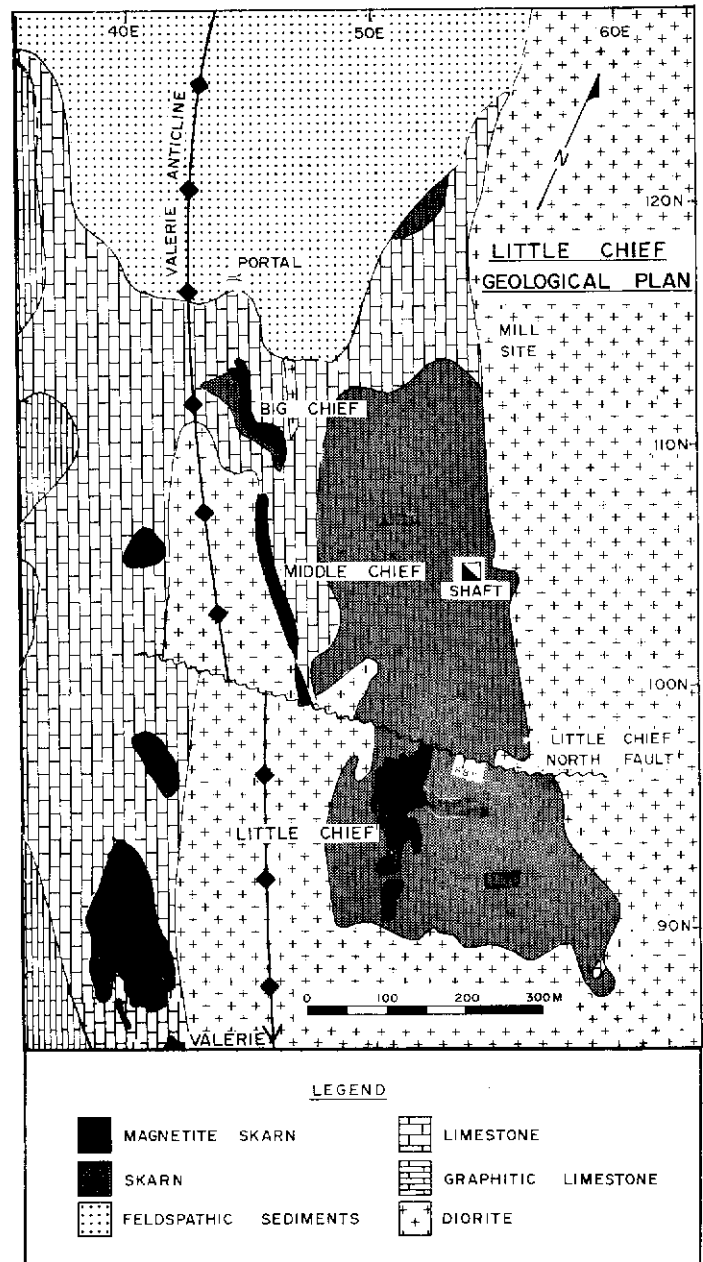 40E 50E 60E
VALERIE ANTICLINE
N
120N
LITTLE CHIEF
GEOLOGICAL PLAN
PORTAL
MILL
SITE
BIG CHIEF
110N
MIDDLE CHIEF
SHAFT
100N
LITTLE CHIEF
NORTH FAULT
LITTLE CHIEF
90N
0 100 200 300M
VALERIE
LEGEND
MAGNETITE SKARN
LIMESTONE
SKARN
GRAPHITIC LIMESTONE
FELDSPATHIC SEDIMENTS
DIORITE